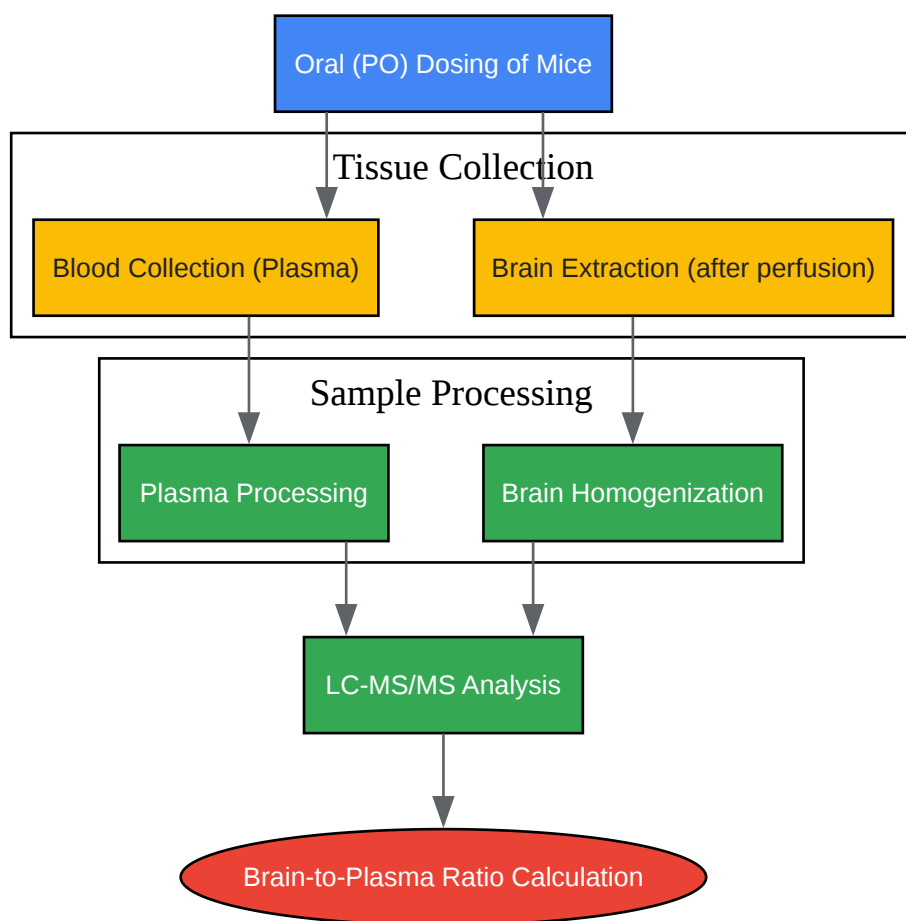 Oral (PO) Dosing of Mice
Tissue Collection
Blood Collection (Plasma)
Brain Extraction (after perfusion)
Sample Processing
Plasma Processing
Brain Homogenization
LC-MS/MS Analysis
Brain-to-Plasma Ratio Calculation